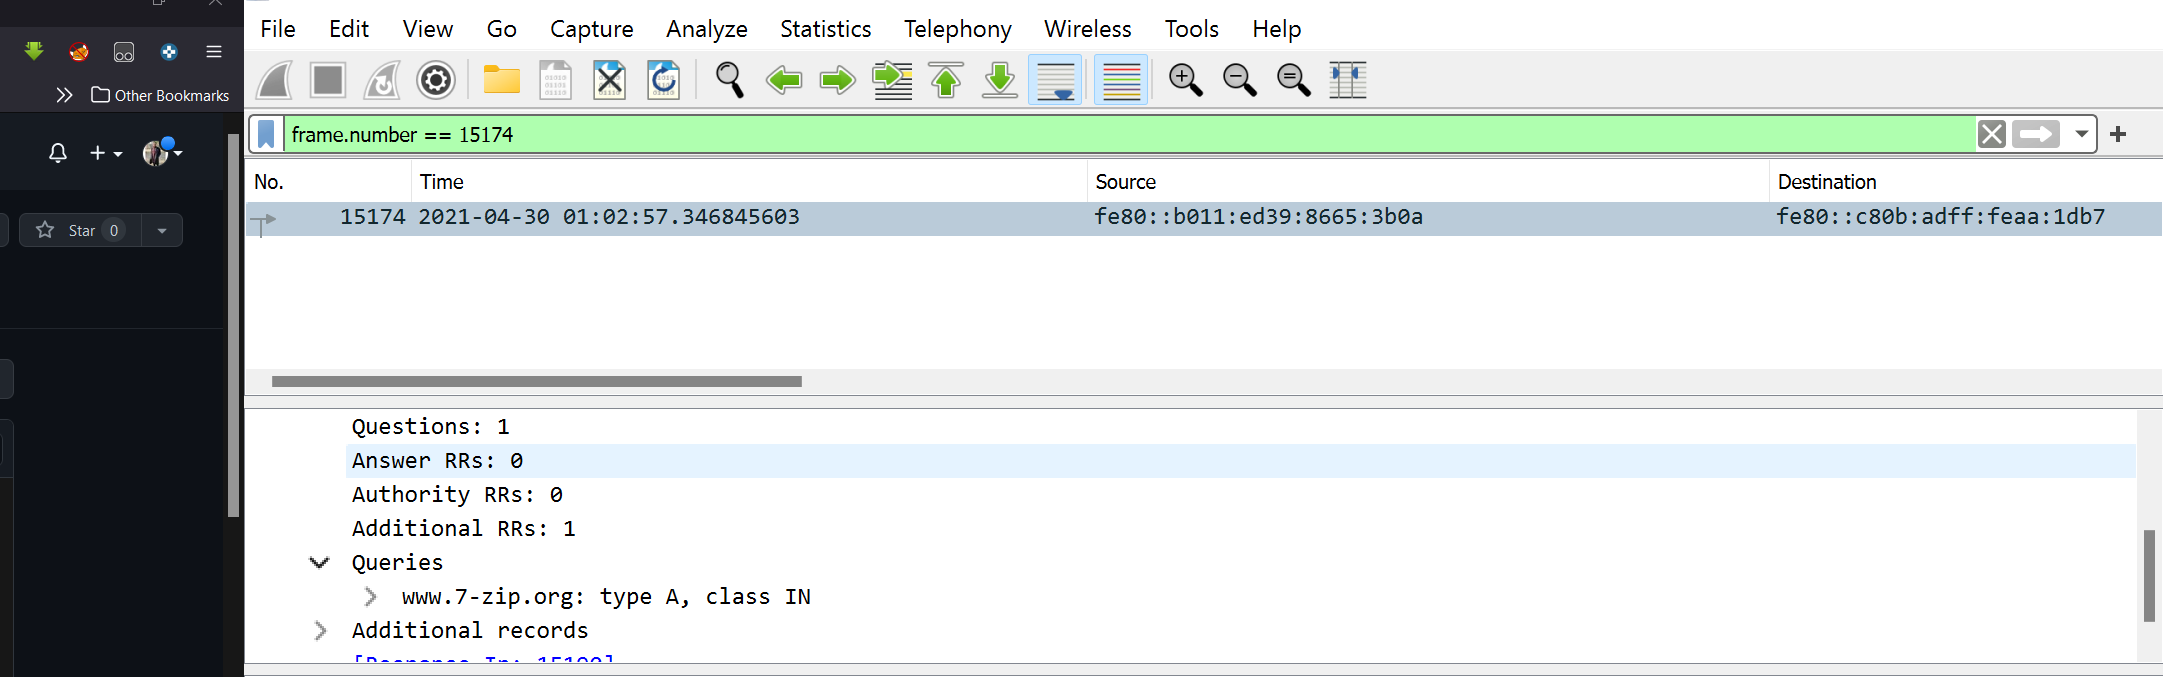 File Edit View Go Capture Analyze Statistics Telephony Wireless Tools Help
Other Bookmarks
frame.number == 15174
No. Time Source Destination
15174 2021-04-30 01:02:57.346845603 fe80::b011:ed39:8665:3b0a fe80::c80b:adff:feaa:1db7
Star 0
Questions: 1
Answer RRs: 0
Authority RRs: 0
Additional RRs: 1
Queries
www.7-zip.org: type A, class IN
Additional records